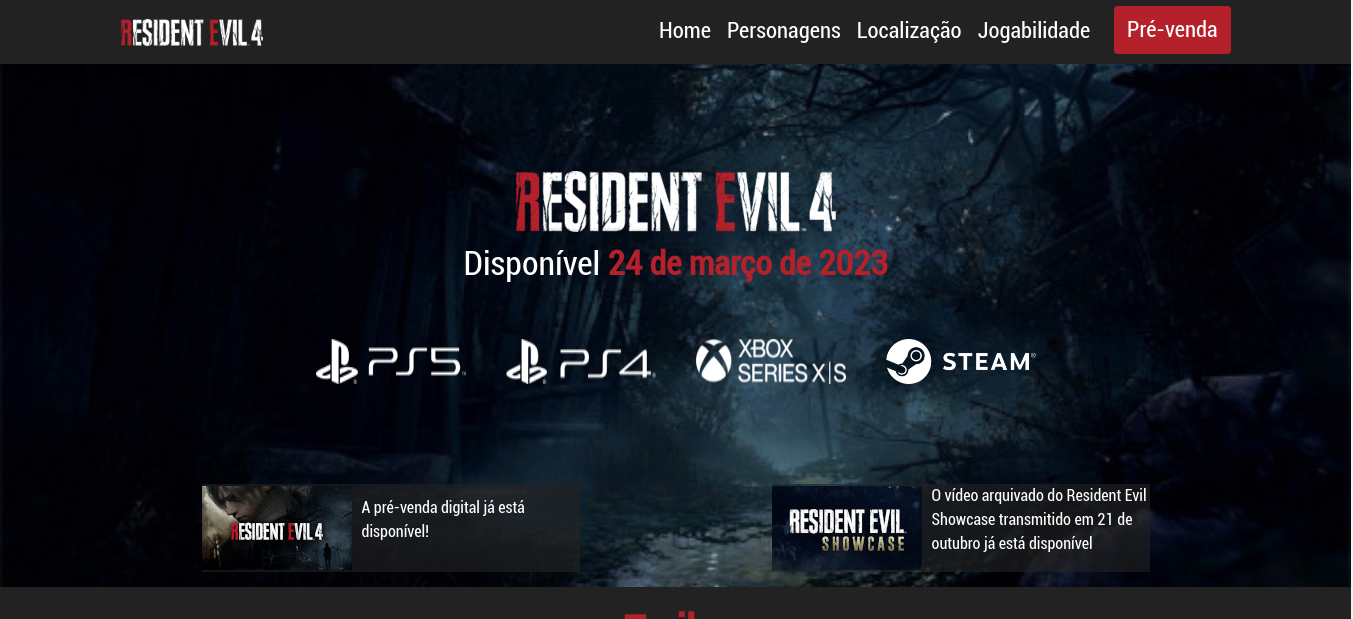 RESIDENT EVIL 4
Home Personagens Localização Jogabilidade Pré-venda
RESIDENT EVIL 4
Disponível 24 de março de 2023
PS5 PS4 XBOX SERIES X|S STEAM
RESIDENT EVIL 4
A pré-venda digital já está
disponível!
RESIDENT EVIL
SHOWCASE
O vídeo arquivado do Resident Evil
Showcase transmitido em 21 de
outubro já está disponível